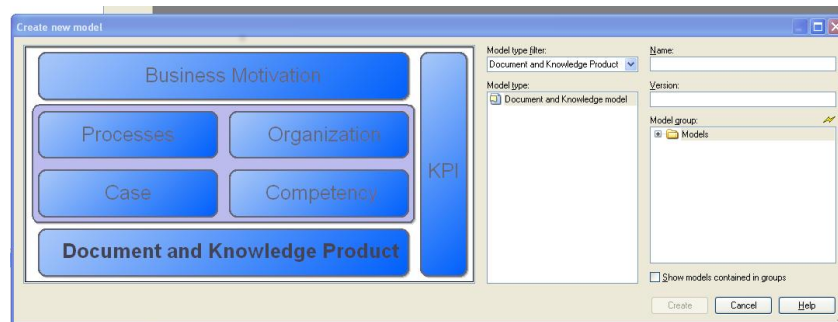 Create new model
Business Motivation
Processes
Organization
Case
Competency
KPI
Document and Knowledge Product
Model type filter:
Document and Knowledge Product
Model type:
Document and Knowledge model
Name:
Version:
Model group:
Models
Show models contained in groups
Create
Cancel
Help